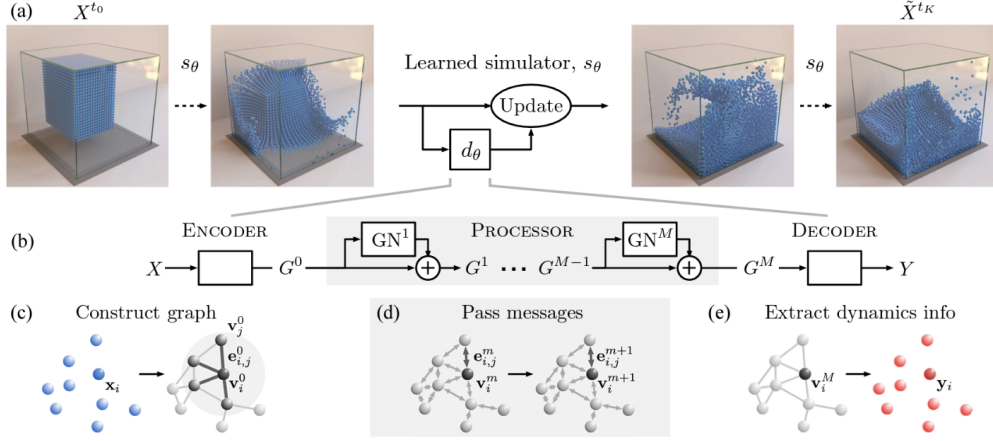 (a) X^{t_0} s_θ Learned simulator, s_θ X̃^{t_K} s_θ
Update
d_θ
(b) ENCODER PROCESSOR DECODER
GN^1 GN^M
X G^0 + G^1 ... G^{M−1} + G^M Y
(c) Construct graph
v_j^0
e_{i,j}^0
x_i v_i^0
(d) Pass messages
e_{i,j}^m e_{i,j}^{m+1}
v_i^m v_i^{m+1}
(e) Extract dynamics info
v_i^M y_i